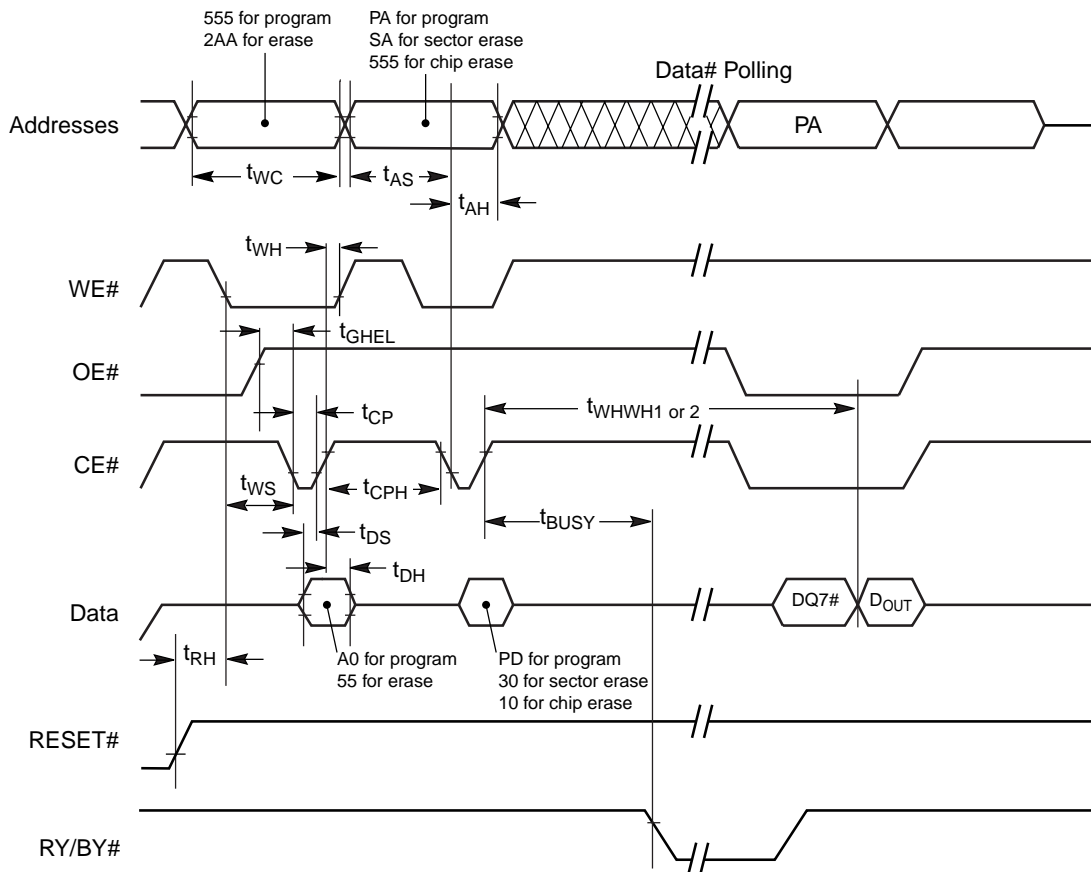 555 for program
2AA for erase
PA for program
SA for sector erase
555 for chip erase
Data# Polling
Addresses
PA
tWC
tAS
tAH
tWH
WE#
tGHEL
OE#
tWHWH1 or 2
tCP
CE#
tWS
tCPH
tBUSY
tDS
tDH
Data
DQ7#
DOUT
tRH
A0 for program
55 for erase
PD for program
30 for sector erase
10 for chip erase
RESET#
RY/BY#